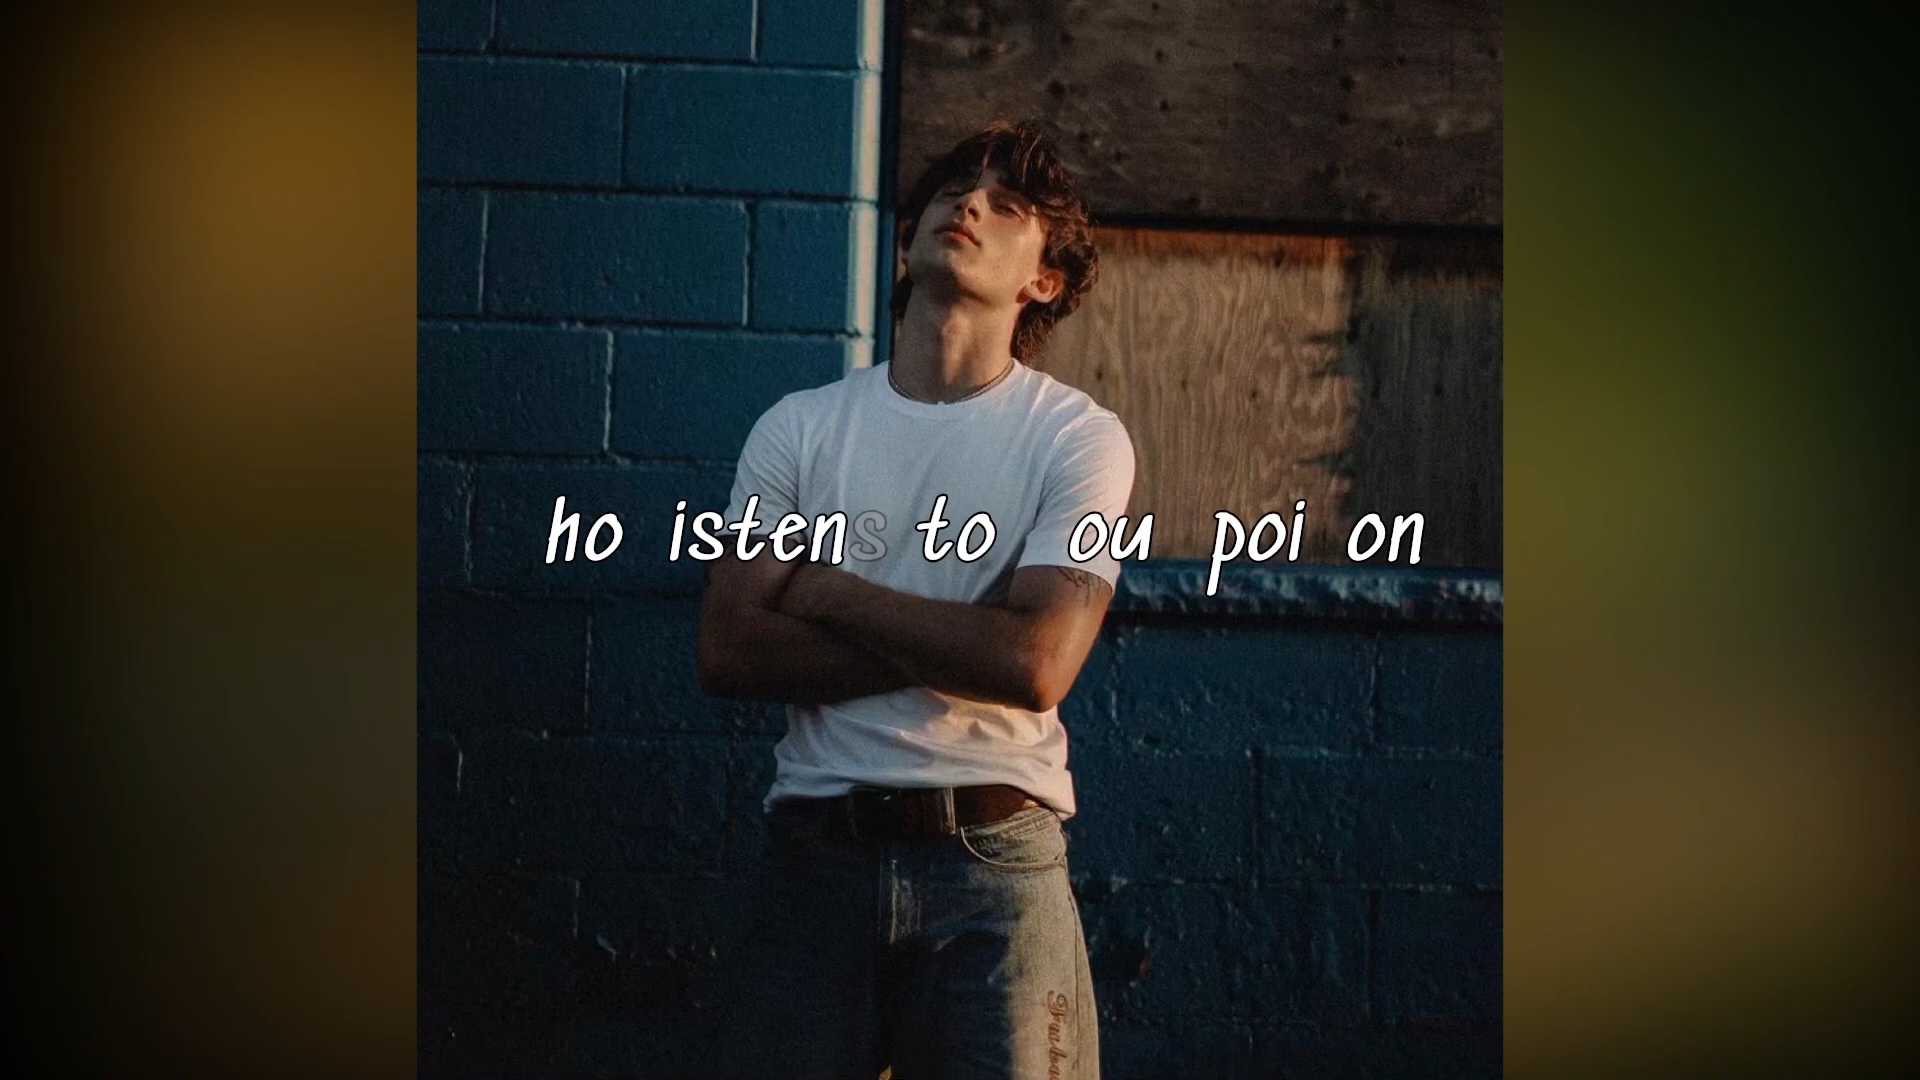 ho istens to ou poi on